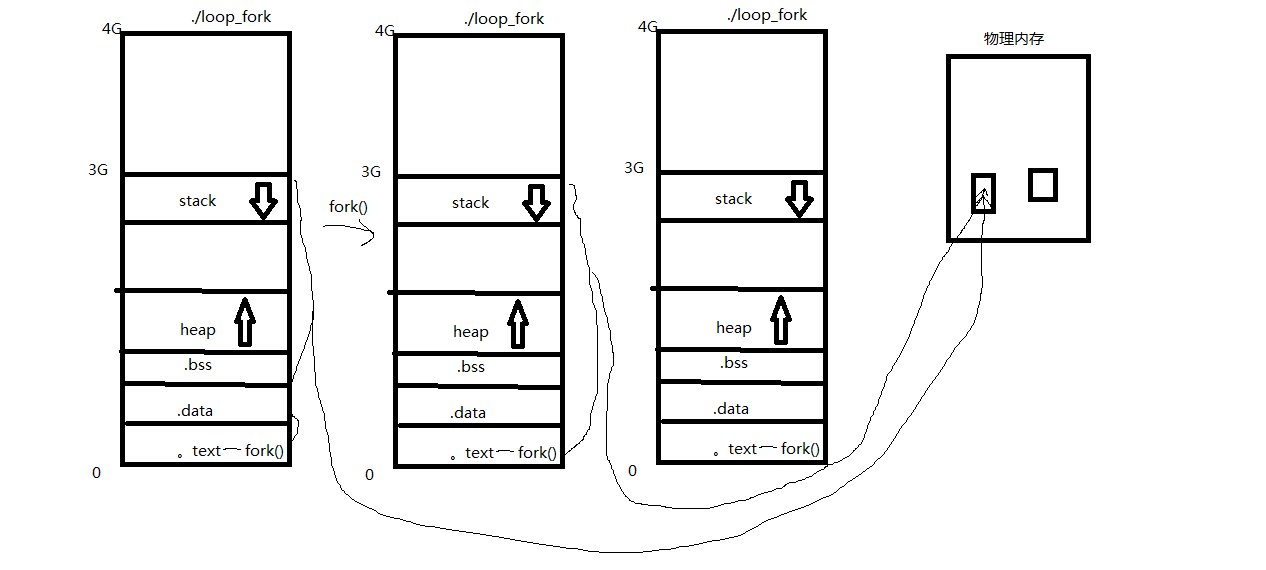 ./loop_fork
4G
3G
stack
heap
.bss
.data
。text — fork()
0
fork()
./loop_fork
4G
3G
stack
heap
.bss
.data
。text — fork()
0
./loop_fork
4G
3G
stack
heap
.bss
.data
。text — fork()
0
物理内存